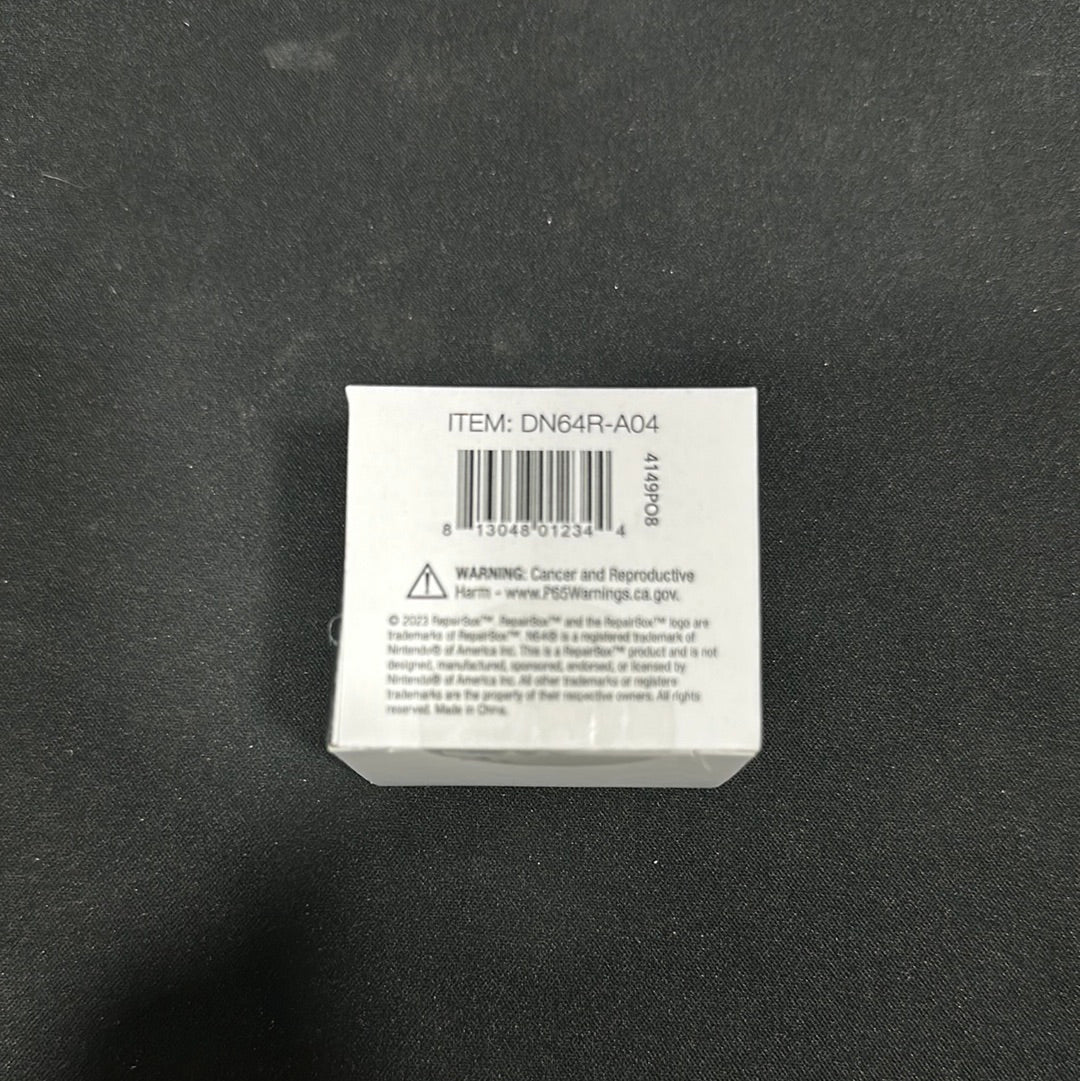 ITEM: DN64R-A04
4149PO8
8 13048 01234 4
WARNING: Cancer and Reproductive
Harm - www.P65Warnings.ca.gov.
© 2023 RepairBox™. RepairBox™ and the RepairBox™ logo are
trademarks of RepairBox™. N64® is a registered trademark of
Nintendo® of America Inc. This is a RepairBox™ product and is not
designed, manufactured, sponsored, endorsed, or licensed by
Nintendo® of America Inc. All other trademarks or registere
trademarks are the property of their respective owners. All rights
reserved. Made in China.